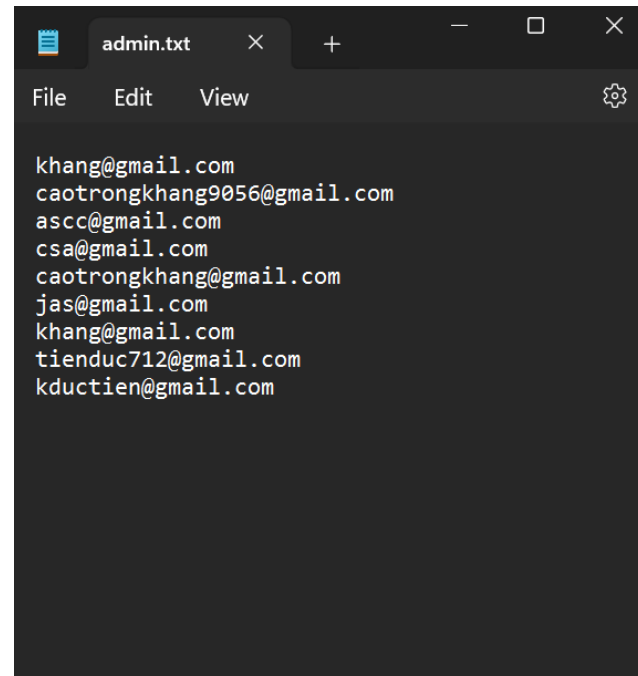 admin.txt
File Edit View
khang@gmail.com
caotrongkhang9056@gmail.com
ascc@gmail.com
csa@gmail.com
caotrongkhang@gmail.com
jas@gmail.com
khang@gmail.com
tienduc712@gmail.com
kductien@gmail.com